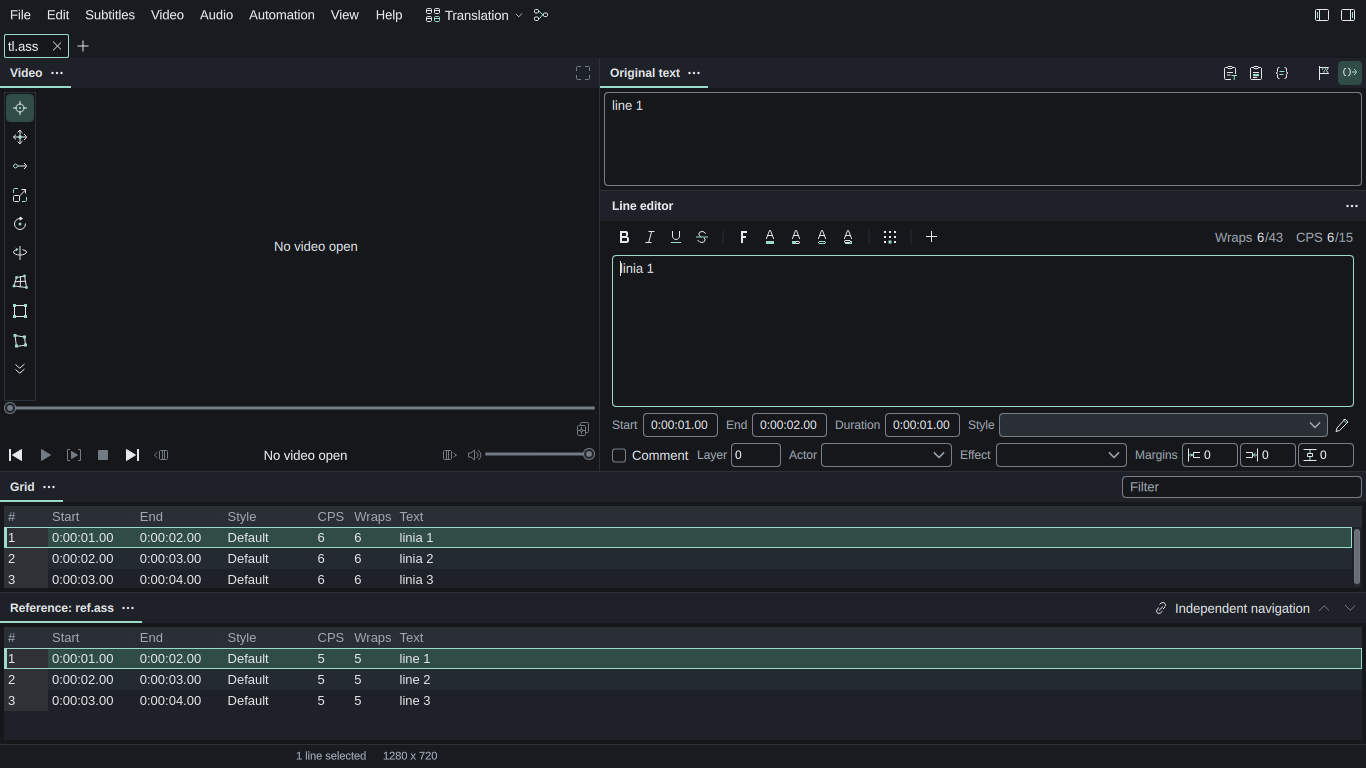 File Edit Subtitles Video Audio Automation View Help Translation
tl.ass
Video
No video open
No video open
Original text
line 1
Line editor
B I U S F A A A A Wraps 6/43 CPS 6/15
linia 1
Start 0:00:01.00 End 0:00:02.00 Duration 0:00:01.00 Style
Comment Layer 0 Actor Effect Margins 0 0 0
Grid Filter
# Start End Style CPS Wraps Text
1 0:00:01.00 0:00:02.00 Default 6 6 linia 1
2 0:00:02.00 0:00:03.00 Default 6 6 linia 2
3 0:00:03.00 0:00:04.00 Default 6 6 linia 3
Reference: ref.ass Independent navigation
# Start End Style CPS Wraps Text
1 0:00:01.00 0:00:02.00 Default 5 5 line 1
2 0:00:02.00 0:00:03.00 Default 5 5 line 2
3 0:00:03.00 0:00:04.00 Default 5 5 line 3
1 line selected 1280 x 720